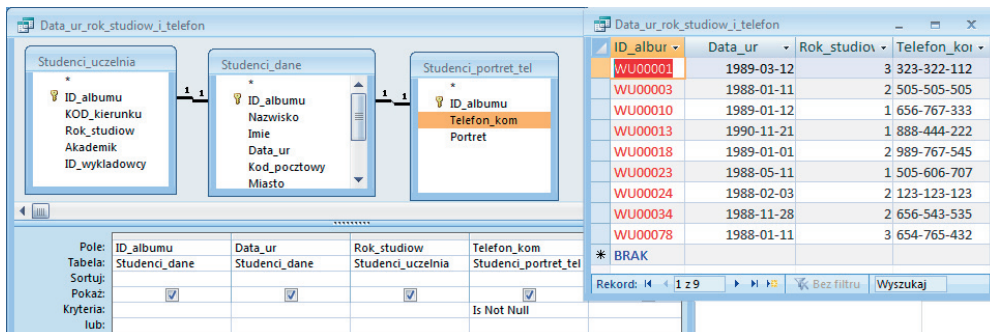 Data_ur_rok_studiow_i_telefon
Studenci_uczelnia
*
ID_albumu
KOD_kierunku
Rok_studiow
Akademik
ID_wykladowcy
1 1
Studenci_dane
*
ID_albumu
Nazwisko
Imie
Data_ur
Kod_pocztowy
Miasto
1 1
Studenci_portret_tel
*
ID_albumu
Telefon_kom
Portret
Pole: ID_albumu Data_ur Rok_studiow Telefon_kom
Tabela: Studenci_dane Studenci_dane Studenci_uczelnia Studenci_portret_tel
Sortuj:
Pokaż:
Kryteria: Is Not Null
lub:
Data_ur_rok_studiow_i_telefon
ID_albur Data_ur Rok_studiov Telefon_kor
WU00001 1989-03-12 3 323-322-112
WU00003 1988-01-11 2 505-505-505
WU00010 1989-01-12 1 656-767-333
WU00013 1990-11-21 1 888-444-222
WU00018 1989-01-01 2 989-767-545
WU00023 1988-05-11 1 505-606-707
WU00024 1988-02-03 2 123-123-123
WU00034 1988-11-28 2 656-543-535
WU00078 1988-01-11 3 654-765-432
* BRAK
Rekord: 1 z 9 Bez filtru Wyszukaj